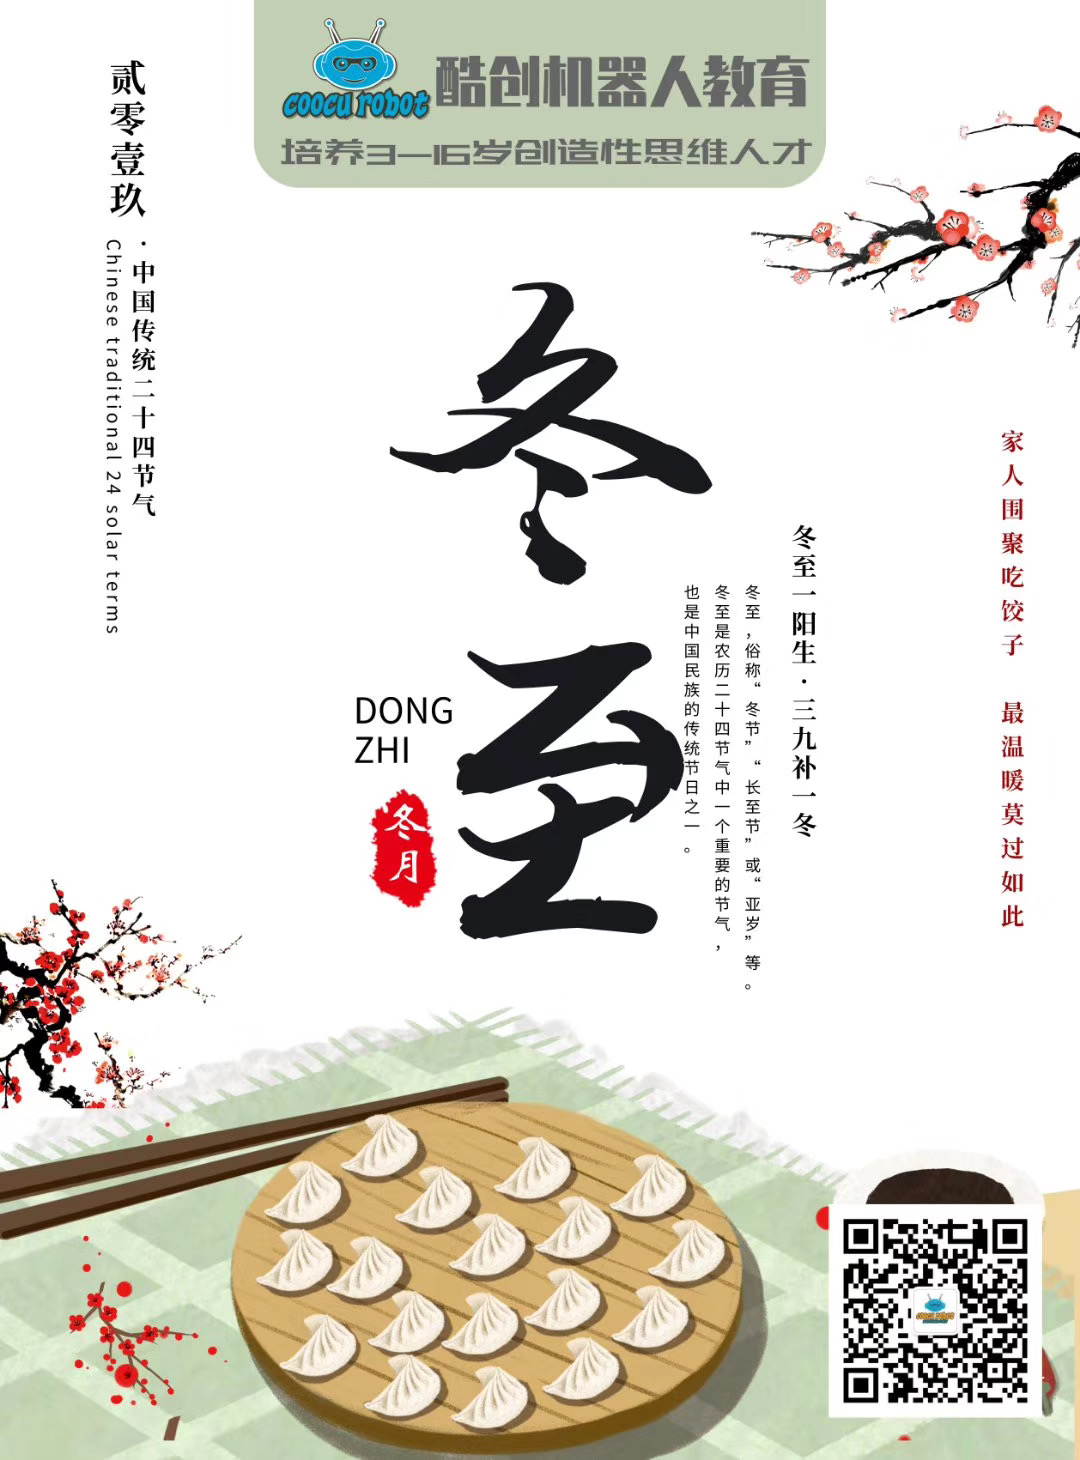 coocu robot
酷创机器人教育
培养3—16岁创造性思维人才
贰零壹玖·中国传统二十四节气
Chinese traditional 24 solar terms
冬至
DONG
ZHI
冬月
家人围聚吃饺子 最温暖莫过如此
冬至一阳生·三九补一冬
冬至，俗称“冬节”“长至节”或“亚岁”等。
冬至是农历二十四节气中一个重要的节气，
也是中国民族的传统节日之一。
coocu robot